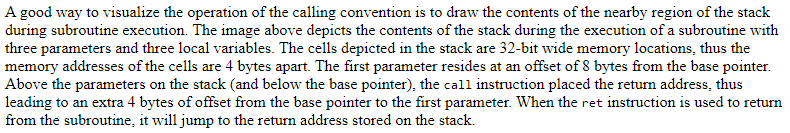 A good way to visualize the operation of the calling convention is to draw the contents of the nearby region of the stack
during subroutine execution. The image above depicts the contents of the stack during the execution of a subroutine with
three parameters and three local variables. The cells depicted in the stack are 32-bit wide memory locations, thus the
memory addresses of the cells are 4 bytes apart. The first parameter resides at an offset of 8 bytes from the base pointer.
Above the parameters on the stack (and below the base pointer), the call instruction placed the return address, thus
leading to an extra 4 bytes of offset from the base pointer to the first parameter. When the ret instruction is used to return
from the subroutine, it will jump to the return address stored on the stack.